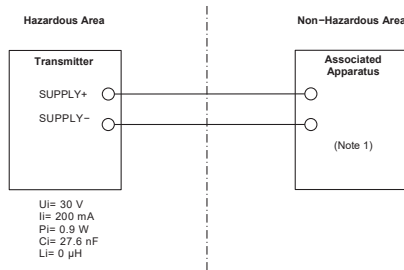 Hazardous Area
Non−Hazardous Area
Transmitter
SUPPLY+
SUPPLY−
Associated
Apparatus
(Note 1)
Ui= 30 V
Ii= 200 mA
Pi= 0.9 W
Ci= 27.6 nF
Li= 0 µH